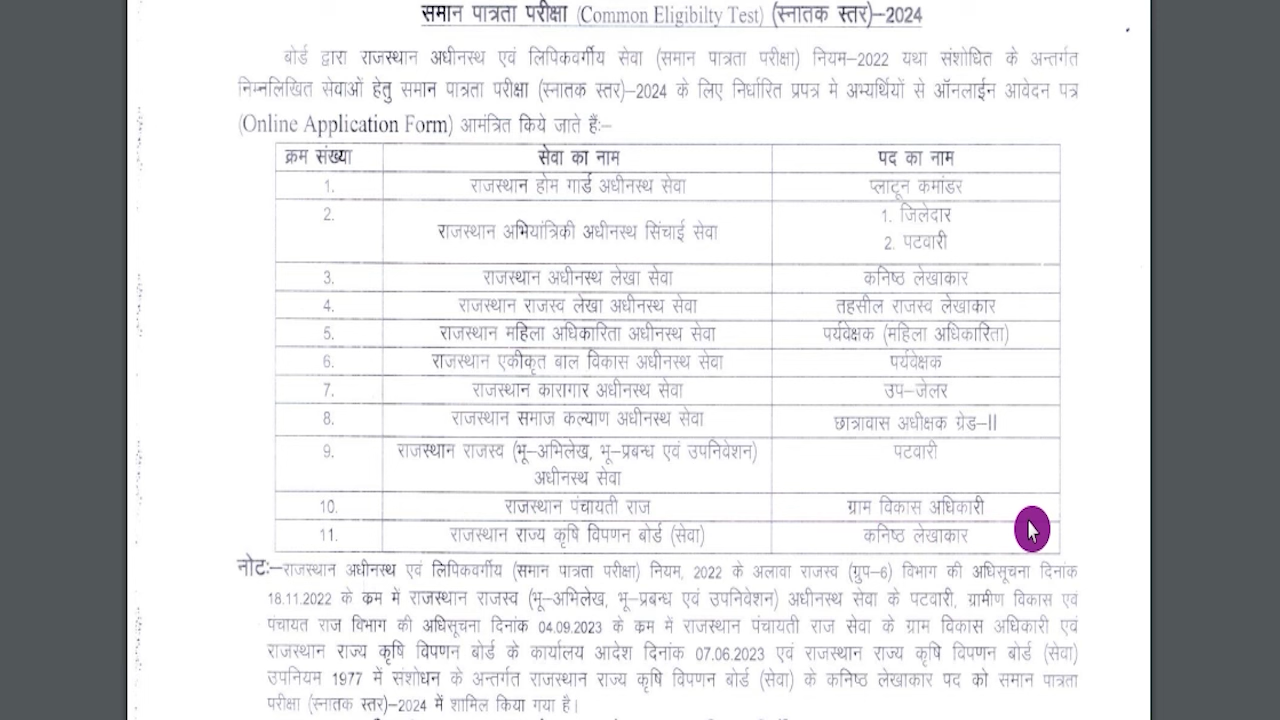 समान पात्रता परीक्षा (Common Eligibilty Test) (स्नातक स्तर)–2024
बोर्ड द्वारा राजस्थान अधीनस्थ एवं लिपिकवर्गीय सेवा (समान पात्रता परीक्षा) नियम–2022 यथा संशोधित के अन्तर्गत
निम्नलिखित सेवाओं हेतु समान पात्रता परीक्षा (स्नातक स्तर)–2024 के लिए निर्धारित प्रपत्र मे अभ्यर्थियों से ऑनलाईन आवेदन पत्र
(Online Application Form) आमंत्रित किये जाते हैं:–
क्रम संख्या सेवा का नाम पद का नाम
1. राजस्थान होम गार्ड अधीनस्थ सेवा प्लाटून कमांडर
2. राजस्थान अभियांत्रिकी अधीनस्थ सिंचाई सेवा 1. जिलेदार
2. पटवारी
3. राजस्थान अधीनस्थ लेखा सेवा कनिष्ठ लेखाकार
4. राजस्थान राजस्व लेखा अधीनस्थ सेवा तहसील राजस्व लेखाकार
5. राजस्थान महिला अधिकारिता अधीनस्थ सेवा पर्यवेक्षक (महिला अधिकारिता)
6. राजस्थान एकीकृत बाल विकास अधीनस्थ सेवा पर्यवेक्षक
7. राजस्थान कारागार अधीनस्थ सेवा उप–जेलर
8. राजस्थान समाज कल्याण अधीनस्थ सेवा छात्रावास अधीक्षक ग्रेड–II
9. राजस्थान राजस्व (भू–अभिलेख, भू–प्रबन्ध एवं उपनिवेशन) पटवारी
अधीनस्थ सेवा
10. राजस्थान पंचायती राज ग्राम विकास अधिकारी
11. राजस्थान राज्य कृषि विपणन बोर्ड (सेवा) कनिष्ठ लेखाकार
नोटः–राजस्थान अधीनस्थ एवं लिपिकवर्गीय (समान पात्रता परीक्षा) नियम, 2022 के अलावा राजस्व (ग्रुप–6) विभाग की अधिसूचना दिनांक
18.11.2022 के क्रम में राजस्थान राजस्व (भू–अभिलेख, भू–प्रबन्ध एवं उपनिवेशन) अधीनस्थ सेवा के पटवारी, ग्रामीण विकास एवं
पंचायत राज विभाग की अधिसूचना दिनांक 04.09.2023 के क्रम में राजस्थान पंचायती राज सेवा के ग्राम विकास अधिकारी एवं
राजस्थान राज्य कृषि विपणन बोर्ड के कार्यालय आदेश दिनांक 07.06.2023 एवं राजस्थान राज्य कृषि विपणन बोर्ड (सेवा)
उपनियम 1977 में संशोधन के अन्तर्गत राजस्थान राज्य कृषि विपणन बोर्ड (सेवा) के कनिष्ठ लेखाकार पद को समान पात्रता
परीक्षा (स्नातक स्तर)–2024 में शामिल किया गया है।